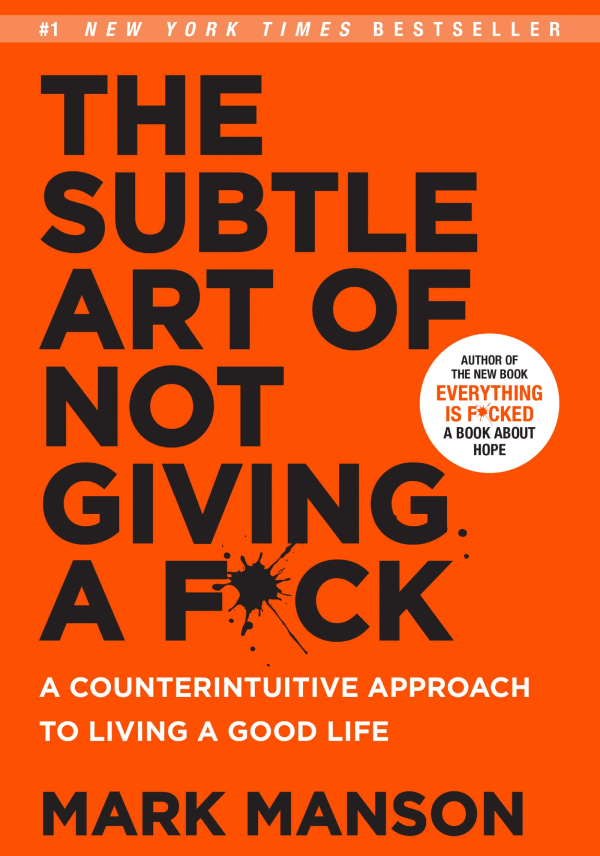 #1 NEW YORK TIMES BESTSELLER
THE
SUBTLE
ART OF
NOT
GIVING
A F*CK
AUTHOR OF
THE NEW BOOK
EVERYTHING
IS F*CKED
A BOOK ABOUT
HOPE
A COUNTERINTUITIVE APPROACH
TO LIVING A GOOD LIFE
MARK MANSON